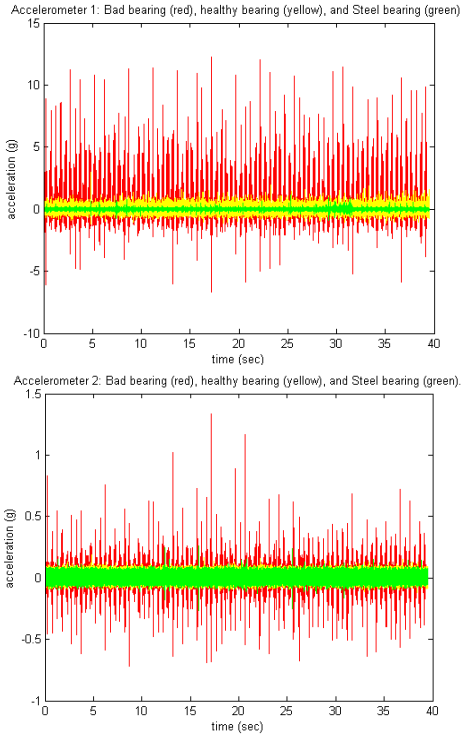 Accelerometer 1: Bad bearing (red), healthy bearing (yellow), and Steel bearing (green)
15
10
5
0
-5
-10
acceleration (g)
0 5 10 15 20 25 30 35 40
time (sec)
Accelerometer 2: Bad bearing (red), healthy bearing (yellow), and Steel bearing (green).
1.5
1
0.5
0
-0.5
-1
acceleration (g)
0 5 10 15 20 25 30 35 40
time (sec)